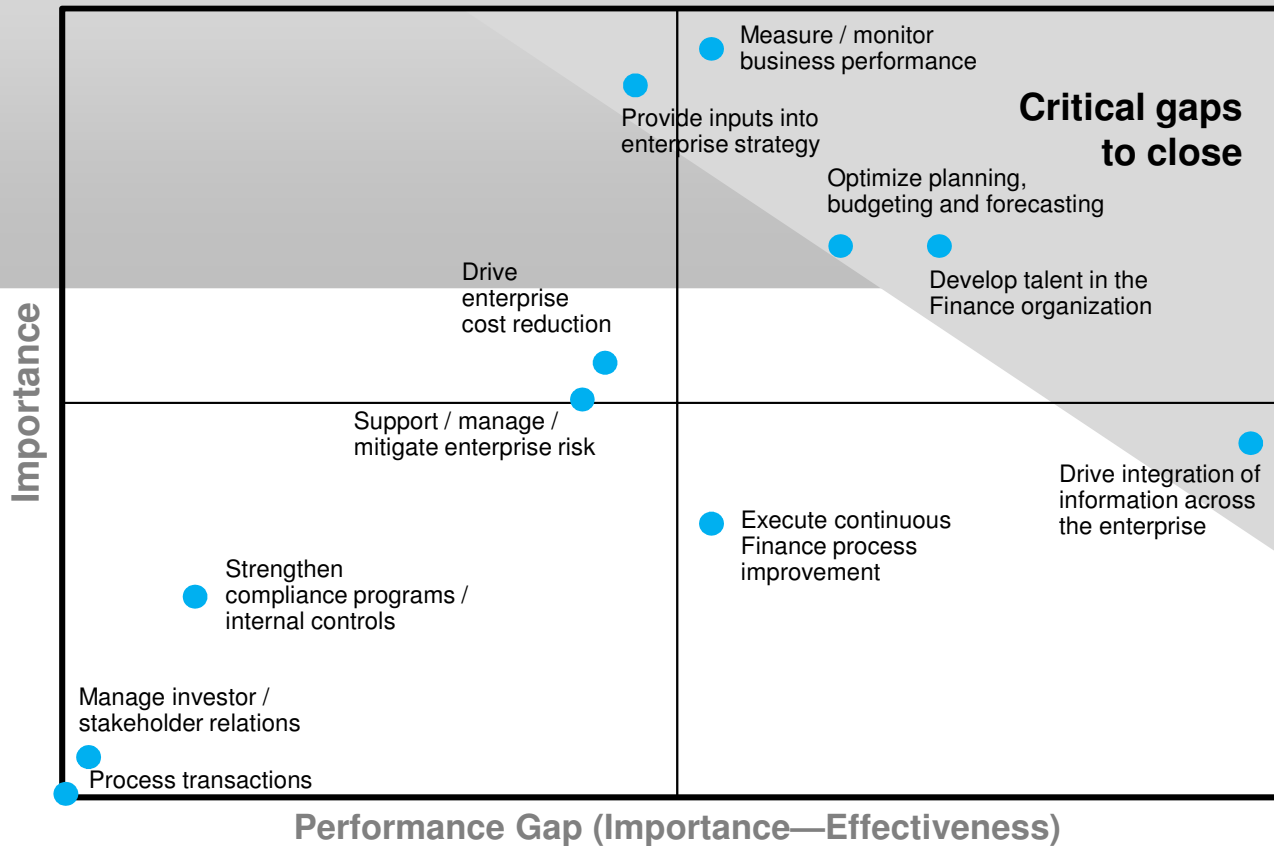 Measure / monitor
business performance
Provide inputs into
enterprise strategy
Critical gaps
to close
Optimize planning,
budgeting and forecasting
Develop talent in the
Finance organization
Drive
enterprise
cost reduction
Support / manage /
mitigate enterprise risk
Drive integration of
information across
the enterprise
Execute continuous
Finance process
improvement
Strengthen
compliance programs /
internal controls
Manage investor /
stakeholder relations
Process transactions
Importance
Performance Gap (Importance—Effectiveness)